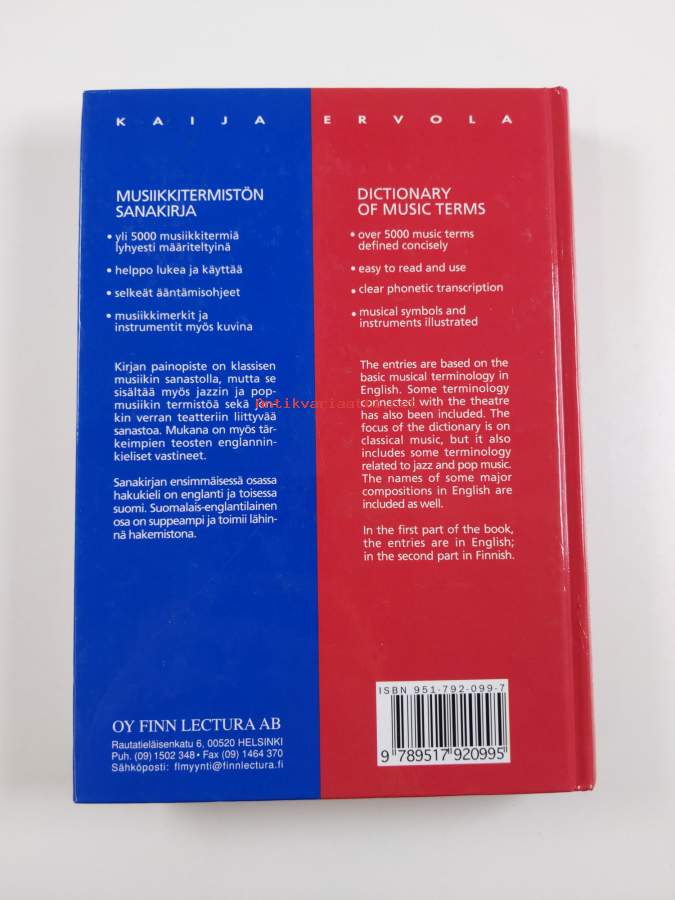 KAIJA ERVOLA
MUSIIKKITERMISTÖN
SANAKIRJA
• yli 5000 musiikkitermiä
lyhyesti määriteltyinä
• helppo lukea ja käyttää
• selkeät ääntämisohjeet
• musiikkimerkit ja
instrumentit myös kuvina
Kirjan painopiste on klassisen
musiikin sanastolla, mutta se
sisältää myös jazzin ja pop-
musiikin termistöä sekä jon-
kin verran teatteriin liittyvää
sanastoa. Mukana on myös tär-
keimpien teosten englannin-
kieliset vastineet.
Sanakirjan ensimmäisessä osassa
hakukieli on englanti ja toisessa
suomi. Suomalais-englantilainen
osa on suppeampi ja toimii lähin-
nä hakemistona.
OY FINN LECTURA AB
Rautatieläisenkatu 6, 00520 HELSINKI
Puh. (09) 1502 348 • Fax (09) 1464 370
Sähköposti: flmyynti@finnlectura.fi
DICTIONARY
OF MUSIC TERMS
• over 5000 music terms
defined concisely
• easy to read and use
• clear phonetic transcription
• musical symbols and
instruments illustrated
The entries are based on the
basic musical terminology in
English. Some terminology
connected with the theatre
has also been included. The
focus of the dictionary is on
classical music, but it also
includes some terminology
related to jazz and pop music.
The names of some major
compositions in English are
included as well.
In the first part of the book,
the entries are in English;
in the second part in Finnish.
ISBN 951-792-099-7
9 789517 920995